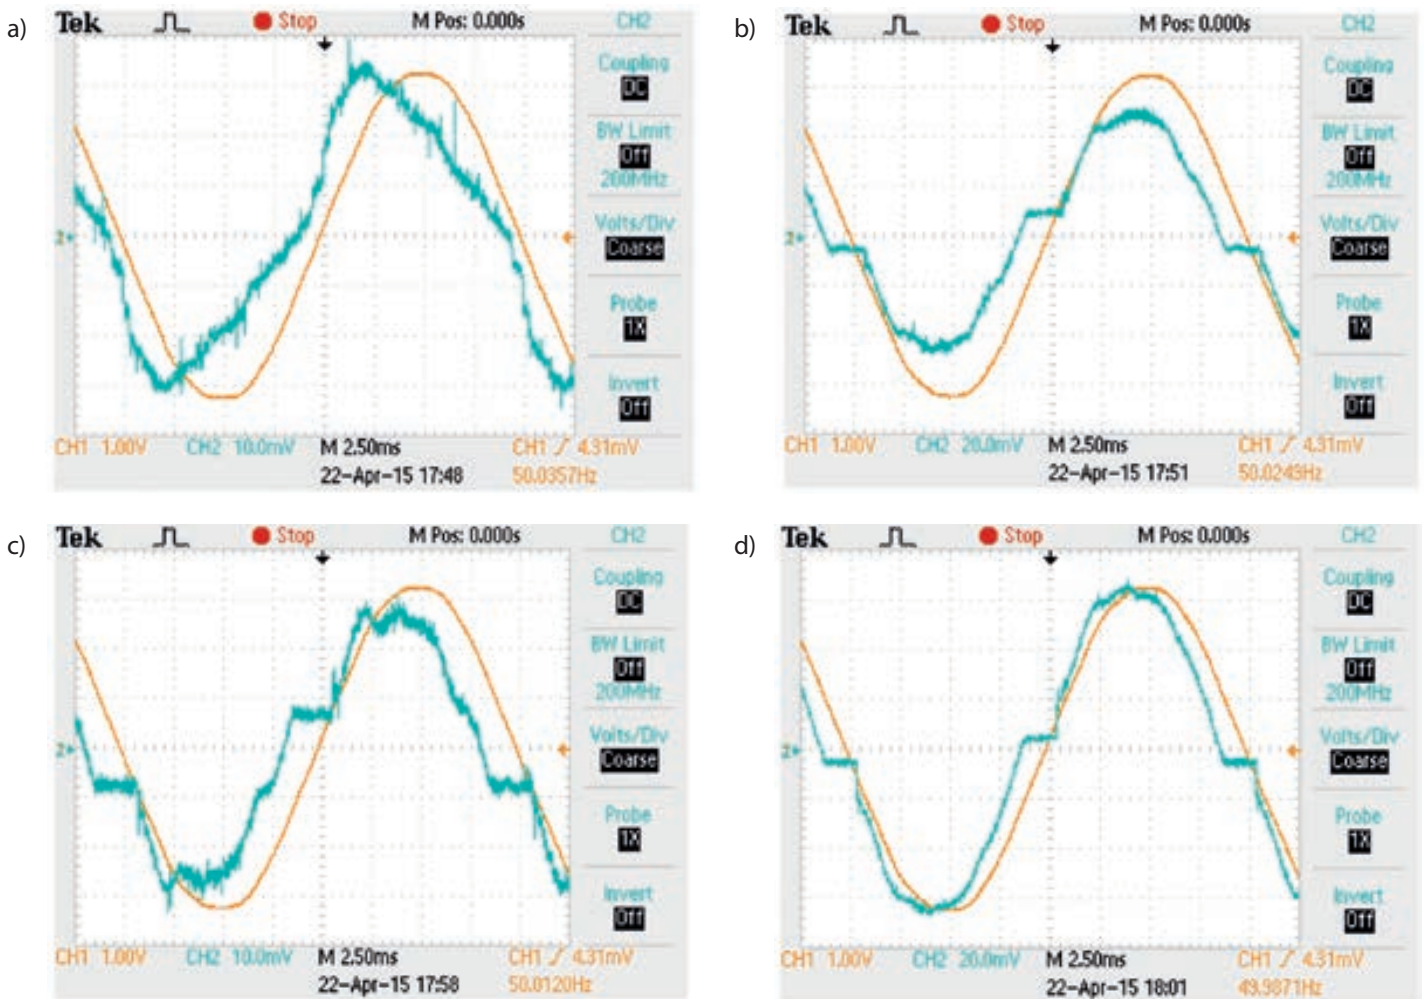 a)
Tek Stop M Pos: 0.000s CH2
Coupling
DC
BW Limit
Off
200MHz
Volts/Div
Coarse
2
Probe
1X
Invert
Off
CH1 1.00V CH2 10.0mV M 2.50ms CH1 4.31mV
22-Apr-15 17:48 50.0357Hz
b)
Tek Stop M Pos: 0.000s CH2
Coupling
DC
BW Limit
Off
200MHz
Volts/Div
Coarse
2
Probe
1X
Invert
Off
CH1 1.00V CH2 20.0mV M 2.50ms CH1 4.31mV
22-Apr-15 17:51 50.0249Hz
c)
Tek Stop M Pos: 0.000s CH2
Coupling
DC
BW Limit
Off
200MHz
Volts/Div
Coarse
2
Probe
1X
Invert
Off
CH1 1.00V CH2 10.0mV M 2.50ms CH1 4.31mV
22-Apr-15 17:58 50.0120Hz
d)
Tek Stop M Pos: 0.000s CH2
Coupling
DC
BW Limit
Off
200MHz
Volts/Div
Coarse
2
Probe
1X
Invert
Off
CH1 1.00V CH2 20.0mV M 2.50ms CH1 4.31mV
22-Apr-15 18:01 49.9871Hz